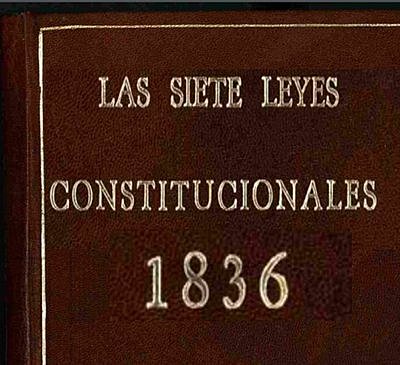 LAS SIETE LEYES
CONSTITUCIONALES
1836